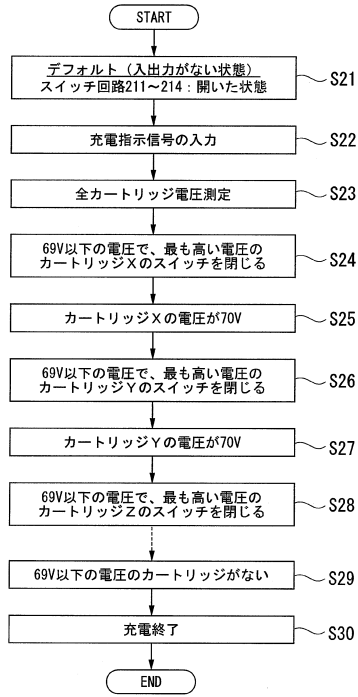 START
デフォルト（入出力がない状態）
スイッチ回路211～214：開いた状態
S21
充電指示信号の入力
S22
全カートリッジ電圧測定
S23
69V以下の電圧で、最も高い電圧の
カートリッジXのスイッチを閉じる
S24
カートリッジXの電圧が70V
S25
69V以下の電圧で、最も高い電圧の
カートリッジYのスイッチを閉じる
S26
カートリッジYの電圧が70V
S27
69V以下の電圧で、最も高い電圧の
カートリッジZのスイッチを閉じる
S28
69V以下の電圧のカートリッジがない
S29
充電終了
S30
END